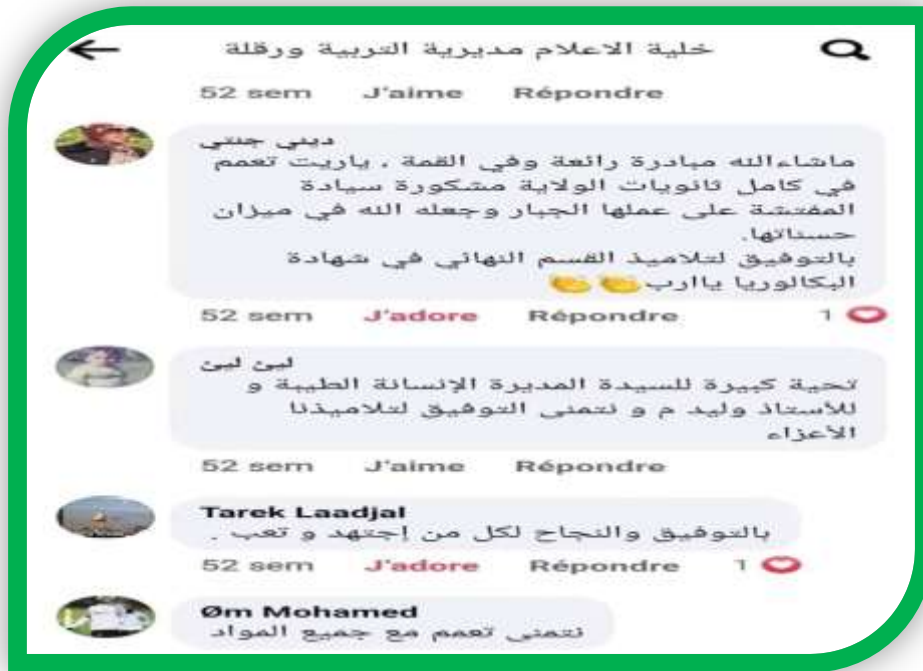 خلية الاعلام مديرية التربية ورقلة
52 sem J'aime Répondre
ديني جنتي
ماشاءالله مبادرة رائعة وفي القمة ، ياريت تعمم
في كامل ثانويات الولاية مشكورة سيادة
المفتشة على عملها الجبار وجعله الله في ميزان
حسناتها.
بالتوفيق لتلاميذ القسم النهائي في شهادة
البكالوريا ياارب👏👏
52 sem J'adore Répondre 1
لين لين
تحية كبيرة للسيدة المديرة الإنسانة الطيبة و
للأستاذ وليد م و نتمنى التوفيق لتلاميذنا
الأعزاء
52 sem J'aime Répondre
Tarek Laadjal
بالتوفيق والنجاح لكل من إجتهد و تعب .
52 sem J'adore Répondre 1
Øm Mohamed
نتمنى تعمم مع جميع المواد